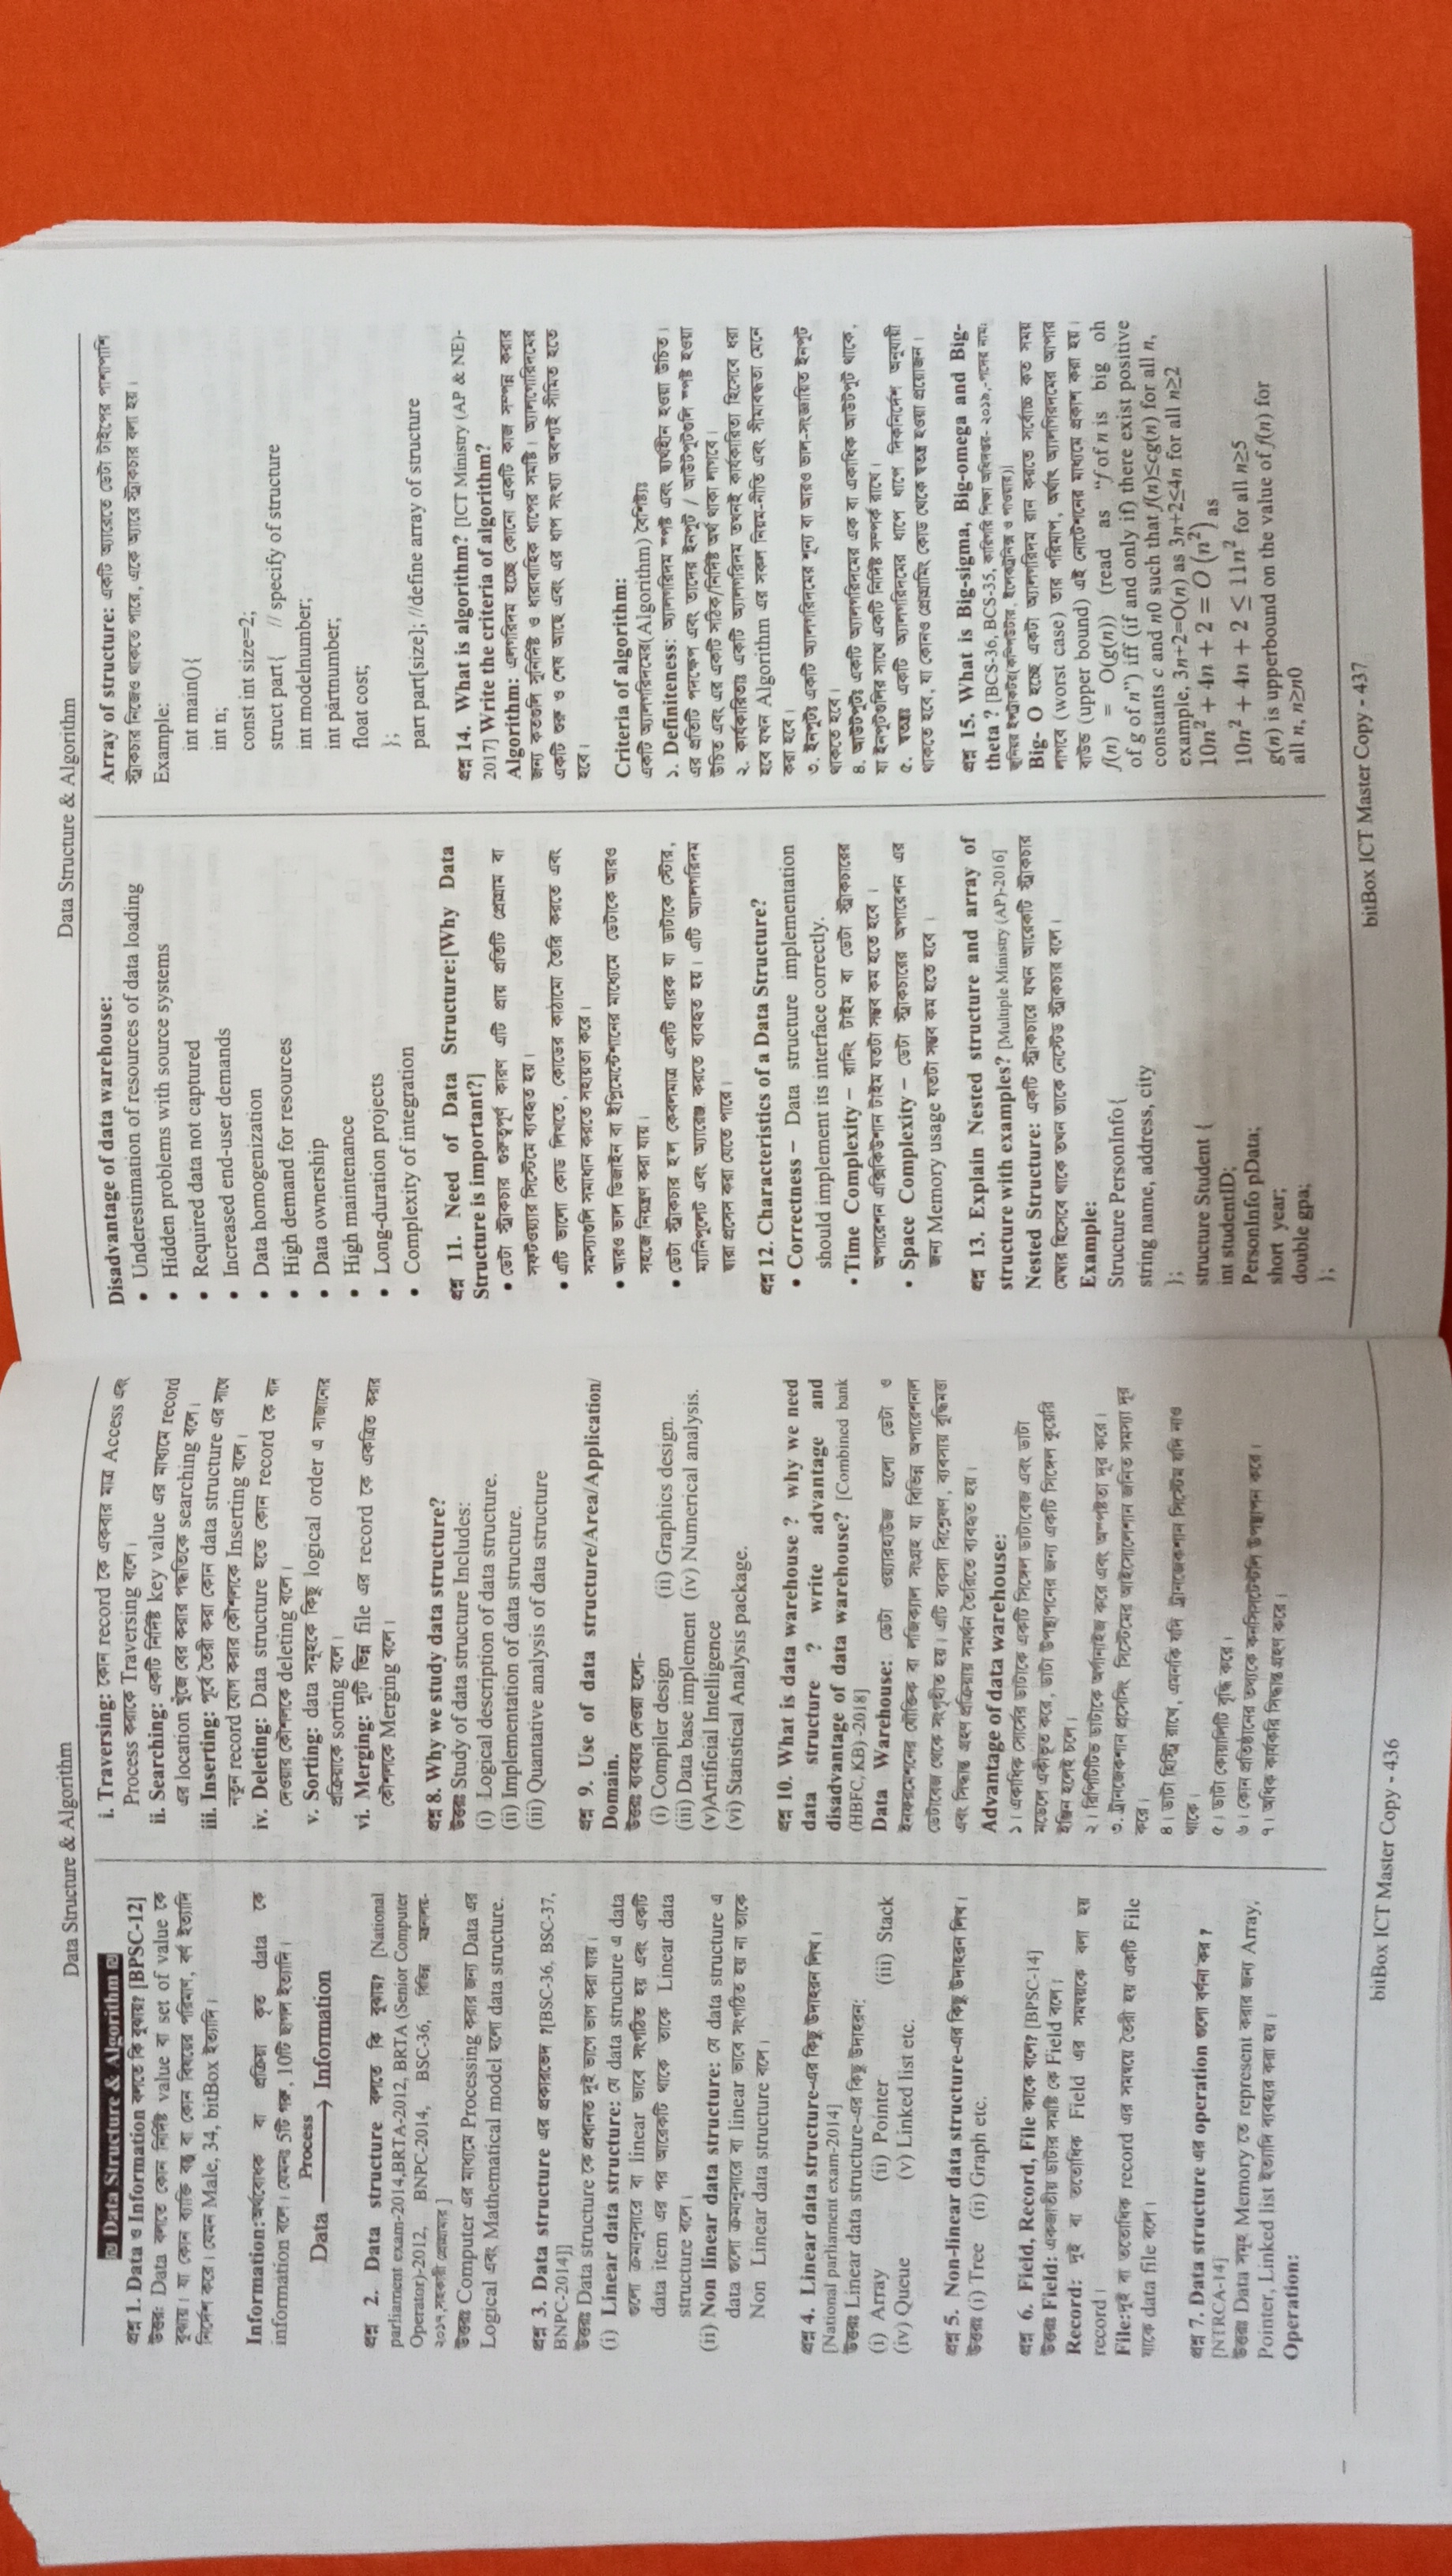 Data Structure & Algorithm
Data Structure & Algorithm
প্রশ্ন 1. Data ও Information বলতে কি বুঝায়? [BPSC-12]
উত্তর: Data বলতে কোন নির্দিষ্ট value বা set of value কে
বুঝায়। যা কোন ব্যাক্তি বস্তু বা কোন বিষয়ের পরিমাণ, বর্ণ ইত্যাদি
নির্দেশ করে। যেমন Male, 34, bitBox ইত্যাদি।
Information:অর্থবোধক বা প্রক্রিয়া কৃত data কে
information বলে। যেমনঃ 5টি গরু, 10টি ছাগল ইত্যাদি।
Process
Data Information
প্রশ্ন 2. Data structure বলতে কি বুঝায়? [National
parliament exam-2014,BRTA-2012, BRTA (Senior Computer
Operator)-2012, BNPC-2014, BSC-36, বিভিন্ন মন্ত্রনালয়-
২০১৭,সহকারী প্রোগ্রামার ]
উত্তরঃ Computer এর মাধ্যমে Processing করার জন্য Data এর
Logical এবং Mathematical model হলো data structure.
প্রশ্ন 3. Data structure এর প্রকারভেদ ?[BSC-36, BSC-37,
BNPC-2014]]
উত্তরঃ Data structure কে প্রধানত দুই ভাগে ভাগ করা যায়।
(i) Linear data structure: যে data structure এ data
গুলো ক্রমানুসারে বা linear ভাবে সংগঠিত হয় এবং একটি
data item এর পর আরেকটি থাকে তাকে Linear data
structure বলে।
(ii) Non linear data structure: যে data structure এ
data গুলো ক্রমানুসারে বা linear ভাবে সংগঠিত হয় না তাকে
Non Linear data structure বলে।
প্রশ্ন 4. Linear data structure-এর কিছু উদাহরন লিখ।
[National parliament exam-2014]
উত্তরঃ Linear data structure-এর কিছু উদাহরন:
(i) Array (ii) Pointer (iii) Stack
(iv) Queue (v) Linked list etc.
প্রশ্ন 5. Non-linear data structure-এর কিছু উদাহরন লিখ।
উত্তরঃ (i) Tree (ii) Graph etc.
প্রশ্ন 6. Field, Record, File কাকে বলে? [BPSC-14]
উত্তরঃ Field: একজাতীয় ডাটার সমষ্টি কে Field বলে।
Record: দুই বা ততোধিক Field এর সমন্বয়কে বলা হয়
record।
File:দুই বা ততোধিক record এর সমন্বয়ে তৈরী হয় একটি File
যাকে data file বলে।
প্রশ্ন 7. Data structure এর operation গুলো বর্ণনা কর ?
[NTRCA-14]
উত্তরঃ Data সমূহ Memory তে represent করার জন্য Array,
Pointer, Linked list ইত্যাদি ব্যবহার করা হয়।
Operation:
i. Traversing: কোন record কে একবার মাত্র Access এবং
Process করাকে Traversing বলে।
ii. Searching: একটি নির্দিষ্ট key value এর মাধ্যমে record
এর location খুঁজে বের করার পদ্ধতিকে searching বলে।
iii. Inserting: পূর্বে তৈরী করা কোন data structure এর সাথে
নতুন record যোগ করার কৌশলকে Inserting বলে।
iv. Deleting: Data structure হতে কোন record কে বাদ
দেওয়ার কৌশলকে deleting বলে।
v. Sorting: data সমূহকে কিছু logical order এ সাজানোর
প্রক্রিয়াকে sorting বলে।
vi. Merging: দুটি ভিন্ন file এর record কে একত্রিত করার
কৌশলকে Merging বলে।
প্রশ্ন 8. Why we study data structure?
উত্তরঃ Study of data structure Includes:
(i) Logical description of data structure.
(ii) Implementation of data structure.
(iii) Quantative analysis of data structure
প্রশ্ন 9. Use of data structure/Area/Application/
Domain.
উত্তরঃ ব্যবহার দেওয়া হলো-
(i) Compiler design (ii) Graphics design.
(iii) Data base implement (iv) Numerical analysis.
(v)Artificial Intelligence
(vi) Statistical Analysis package.
প্রশ্ন 10. What is data warehouse ? why we need
data structure ? write advantage and
disadvantage of data warehouse? [Combined bank
(HBFC, KB) -2018]
Data Warehouse: ডেটা ওয়্যারহাউজ হলো ডেটা ও
ইনফরমেশনের যৌক্তিক বা লজিক্যাল সংগ্রহ যা বিভিন্ন অপারেশনাল
ডেটাবেজ থেকে সংগৃহীত হয়। এটি ব্যবসা বিশ্লেষণ, ব্যবসায় বুদ্ধিমত্তা
এবং সিদ্ধান্ত গ্রহণ প্রক্রিয়ায় সমর্থন তৈরিতে ব্যবহৃত হয়।
Advantage of data warehouse:
১। একাধিক সোর্সের ডাটাকে একটি সিঙ্গেল ডাটাবেজ এবং ডাটা
মডেলে একীভূত করে, ডাটা উপস্থাপনের জন্য একটি সিঙ্গেল কুয়েরি
ইঞ্জিন হলেই চলে।
২। রিপিটিটিভ ডাটাকে অর্গানাইজ করে এবং অস্পষ্টতা দূর করে।
৩. ট্রানজেকশান প্রসেসিং সিস্টেমের আইসোলেশান জনিত সমস্যা দূর
করে।
৪। ডাটা হিস্ট্রি রাখে, এমনকি যদি ট্রানজেকশান সিস্টেম যদি নাও
থাকে।
৫। ডাটা কোয়ালিটি বৃদ্ধি করে।
৬। কোন প্রতিষ্ঠানের তথ্যকে কনসিসটেন্টলি উপস্থাপন করে।
৭। অধিক কার্যকরি সিদ্ধান্ত গ্রহণ করে।
bitBox ICT Master Copy - 436
Data Structure & Algorithm
Disadvantage of data warehouse:
• Underestimation of resources of data loading
• Hidden problems with source systems
• Required data not captured
• Increased end-user demands
• Data homogenization
• High demand for resources
• Data ownership
• High maintenance
• Long-duration projects
• Complexity of integration
প্রশ্ন 11. Need of Data Structure:[Why Data
Structure is important?]
• ডেটা স্ট্রাকচার গুরুত্বপূর্ণ কারণ এটি প্রায় প্রতিটি প্রোগ্রাম বা
সফটওয়্যার সিস্টেমে ব্যবহৃত হয়।
• এটি ভালো কোড লিখতে, কোডের কাঠামো তৈরি করতে এবং
সমস্যাগুলি সমাধান করতে সহায়তা করে।
• আরও ভাল ডিজাইন বা ইপ্লিমেন্টেশানের মাধ্যেমে ডেটাকে আরও
সহজে নিয়ন্ত্রণ করা যায়।
• ডেটা স্ট্রাকচার হ'ল কেবলমাত্র একটি ধারক যা ডাটাকে স্টোর,
ম্যানিপুলেট এবং অ্যারেঞ্জ করতে ব্যবহৃত হয়। এটি অ্যালগরিদম
দ্বারা প্রসেস করা যেতে পারে।
প্রশ্ন 12. Characteristics of a Data Structure?
• Correctness – Data structure implementation
should implement its interface correctly.
• Time Complexity – রানিং টাইম বা ডেটা স্ট্রাকচারের
অপারেশন এক্সিকিউশান টাইম যতটা সম্ভব কম হতে হবে ।
• Space Complexity – ডেটা স্ট্রাকচারের অপারেশন এর
জন্য Memory usage যতটা সম্ভব কম হতে হবে ।
প্রশ্ন 13. Explain Nested structure and array of
structure with examples? [Multiple Ministry (AP)-2016]
Nested Structure: একটি স্ট্রাকচারে যখন আরেকটি স্ট্রাকচার
মেম্বার হিসেবে থাকে তখন তাকে নেস্টেড স্ট্রাকচার বলে।
Example:
Structure PersonInfo{
string name, address, city
};
structure Student {
int studentID;
PersonInfo pData;
short year;
double gpa;
};
Array of structure: একটি অ্যারেতে ডেটা টাইপের পাশাপাশি
স্ট্রাকচার নিজেও থাকতে পারে, একে অ্যারে স্ট্রাকচার বলা হয়।
Example:
int main(){
int n;
const int size=2;
struct part{ // specify of structure
int modelnumber;
int partnumber;
float cost;
};
part part[size]; //define array of structure
প্রশ্ন 14. What is algorithm? [ICT Ministry (AP & NE)-
2017] Write the criteria of algorithm?
Algorithm: এলগরিদম হচ্ছে কোনো একটি কাজ সম্পন্ন করার
জন্য কতগুলি সুনির্দিষ্ট ও ধারাবাহিক ধাপের সমষ্টি। অ্যালগোরিদমের
একটি শুরু ও শেষ আছে এবং এর ধাপ সংখ্যা অবশ্যই সীমিত হতে
হবে।
Criteria of algorithm:
একটি অ্যালগরিদমের(Algorithm) বৈশিষ্ট্যঃ
১. Definiteness: অ্যালগরিদম স্পষ্ট এবং দ্ব্যর্থহীন হওয়া উচিত।
এর প্রতিটি পদক্ষেপ এবং তাদের ইনপুট / আউটপুটগুলি স্পষ্ট হওয়া
উচিত এবং এর একটি সঠিক/নির্দিষ্ট অর্থ থাকা লাগবে।
২. কার্যকারিতাঃ একটি অ্যালগরিদম তখনই কার্যকারিতা হিসেবে ধরা
হবে যখন Algorithm এর সকল নিয়ম-নীতি এবং সীমাবদ্ধতা মেনে
করা হবে।
৩. ইনপুটঃ একটি অ্যালগরিদমের শূন্য বা আরও ভাল-সংজ্ঞায়িত ইনপুট
থাকতে হবে।
৪. আউটপুটঃ একটি অ্যালগরিদমের এক বা একাধিক আউটপুট থাকে,
যা ইনপুটগুলির সাথে একটি নির্দিষ্ট সম্পর্ক রাখে।
৫. স্বতন্ত্রঃ একটি অ্যালগরিদমের ধাপে ধাপে দিকনির্দেশ অনুযায়ী
থাকতে হবে, যা কোনও প্রোগ্রামিং কোড থেকে স্বতন্ত্র হওয়া প্রয়োজন।
প্রশ্ন 15. What is Big-sigma, Big-omega and Big-
theta ? [BCS-36, BCS-35, কারিগরি শিক্ষা অধিদপ্তর- ২০১৯,-পদের নাম:
জুনিয়র ইন্সট্রাকটর(কম্পিউটার, ইলেকট্রনিক্স ও পাওয়ার)]
Big- O হচ্ছে একটা অ্যালগরিদম রান করতে সর্বোচ্চ কত সময়
লাগবে (worst case) তার পরিমাপ, অর্থাৎ অ্যালগিরদমের আপার
বাউন্ড (upper bound) এই নোটেশনের মাধ্যমে প্রকাশ করা হয়।
f(n) = O(g(n)) (read as “f of n is big oh
of g of n”) iff (if and only if) there exist positive
constants c and n0 such that f(n)≤cg(n) for all n,
example, 3n+2=O(n) as 3n+2≤4n for all n≥2
10n² + 4n + 2 = O (n²) as
10n² + 4n + 2 ≤ 11n² for all n≥5
g(n) is upperbound on the value of f(n) for
all n, n≥n0
bitBox ICT Master Copy - 437